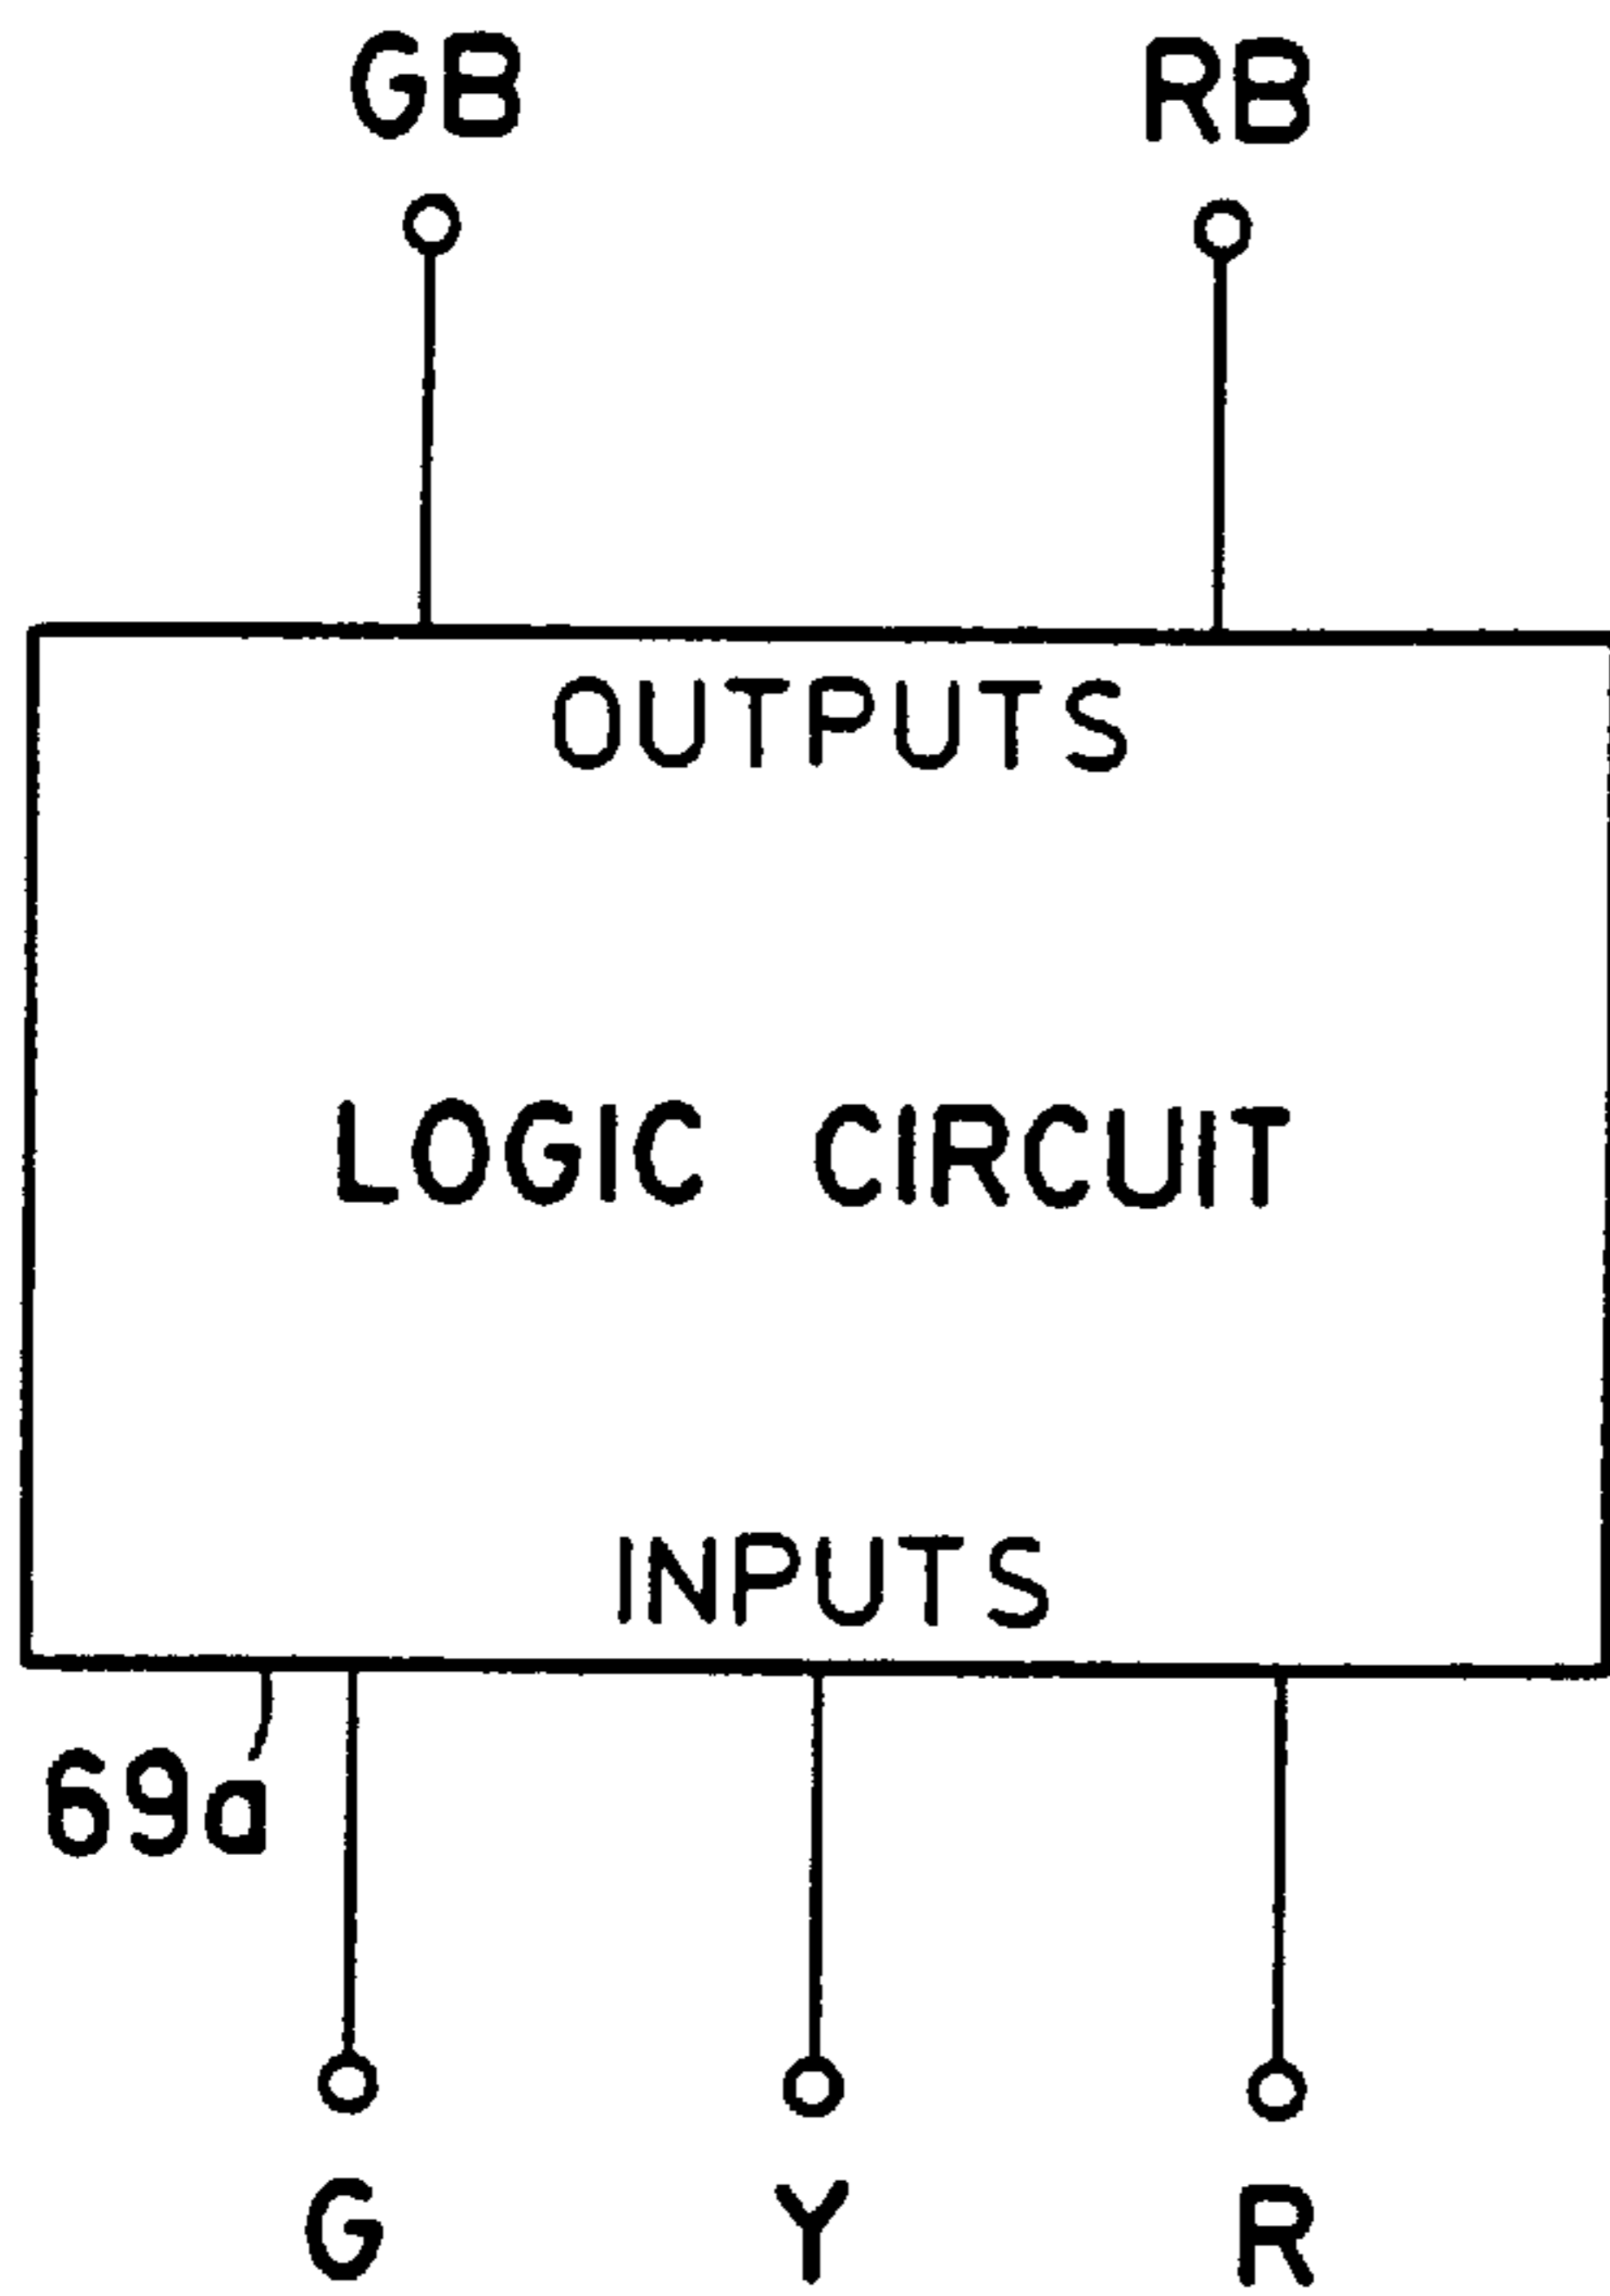 GB RB
OUTPUTS
LOGIC CIRCUIT
INPUTS
69a
G Y R